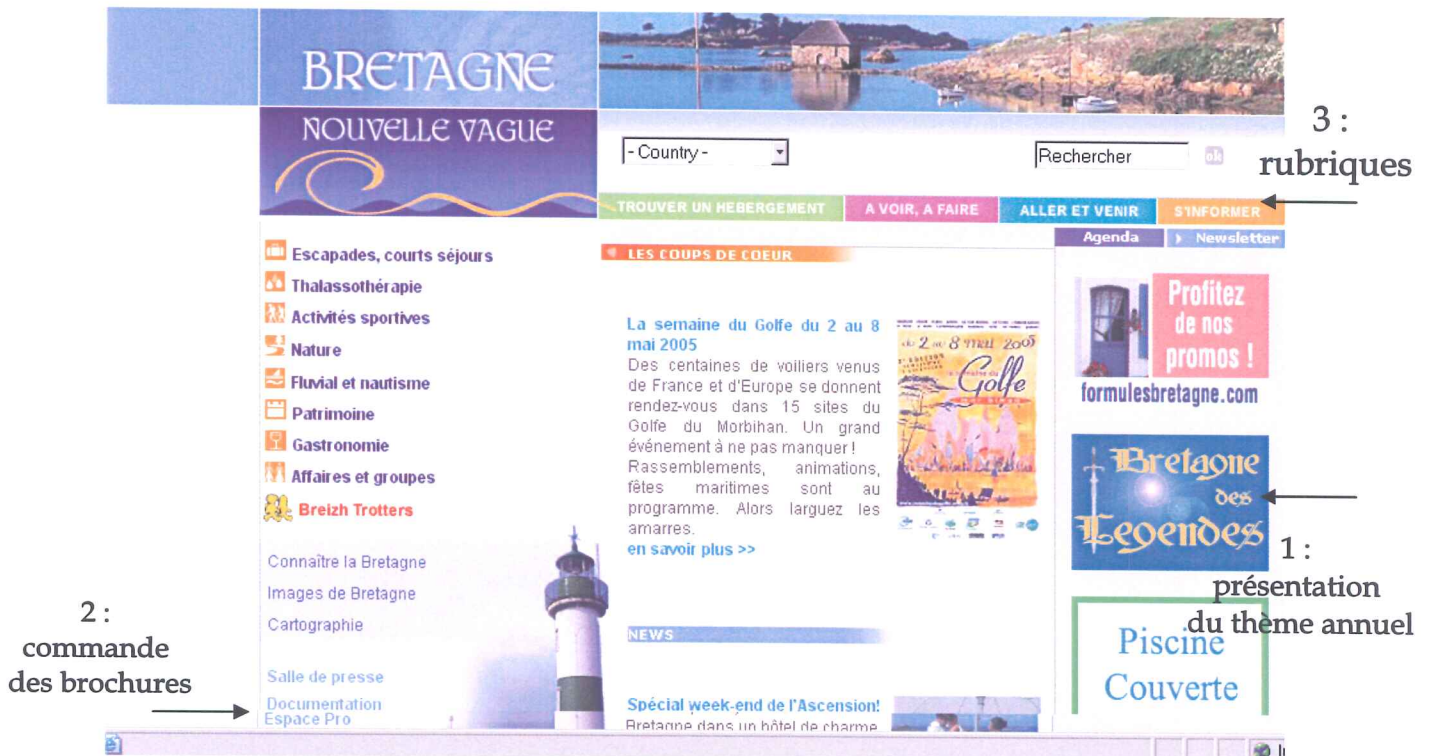 BRETAGNE
NOUVELLE VAGUE
- Country -
Rechercher
ok
3 :
rubriques
TROUVER UN HEBERGEMENT
A VOIR, A FAIRE
ALLER ET VENIR
S'INFORMER
Agenda
Newsletter
Escapades, courts séjours
Thalassothérapie
Activités sportives
Nature
Fluvial et nautisme
Patrimoine
Gastronomie
Affaires et groupes
Breizh Trotters
Connaître la Bretagne
Images de Bretagne
Cartographie
Salle de presse
Documentation
Espace Pro
2 :
commande
des brochures
LES COUPS DE COEUR
La semaine du Golfe du 2 au 8
mai 2005
Des centaines de voiliers venus
de France et d'Europe se donnent
rendez-vous dans 15 sites du
Golfe du Morbihan. Un grand
événement à ne pas manquer !
Rassemblements, animations,
fêtes maritimes sont au
programme. Alors larguez les
amarres.
en savoir plus >>
du 2 au 8 mai 2005
Golfe
NEWS
Spécial week-end de l'Ascension!
Bretagne dans un hôtel de charme
Profitez
de nos
promos !
formulesbretagne.com
Bretagne
des
Legendes
1 :
présentation
du thème annuel
Piscine
Couverte